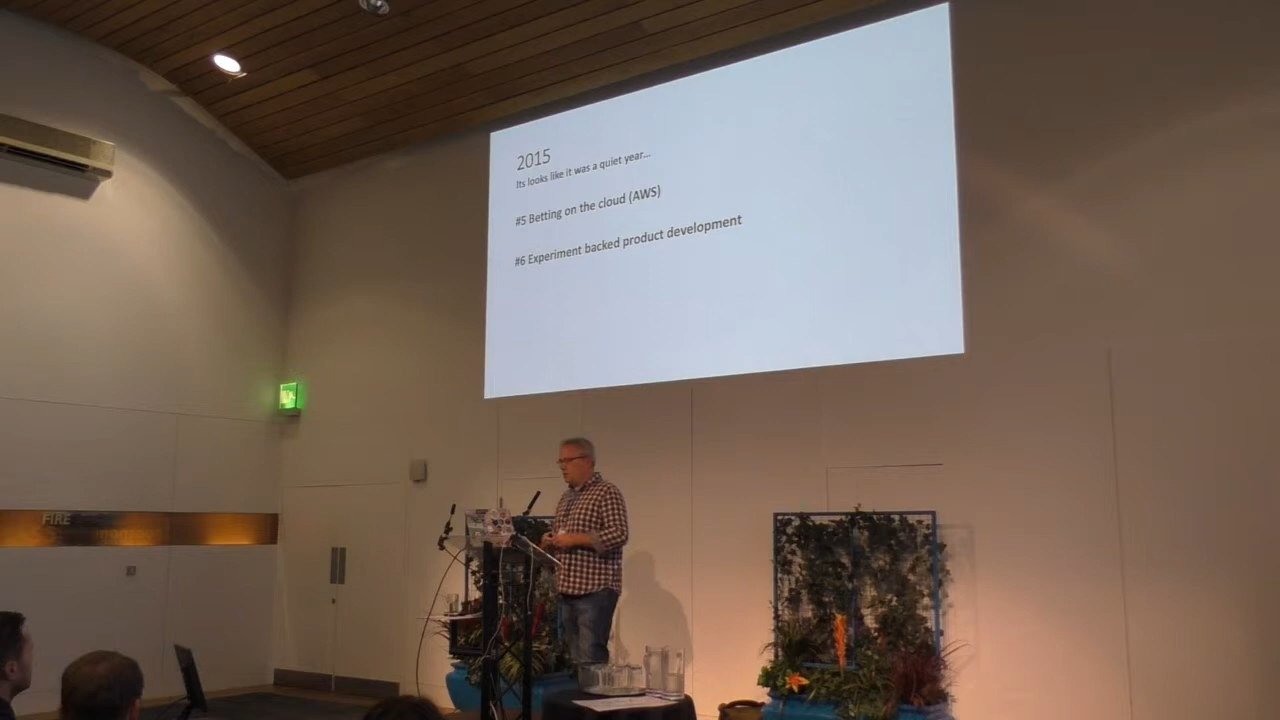 2015
Its looks like it was a quiet year...
#5 Betting on the cloud (AWS)
#6 Experiment backed product development
FIRE